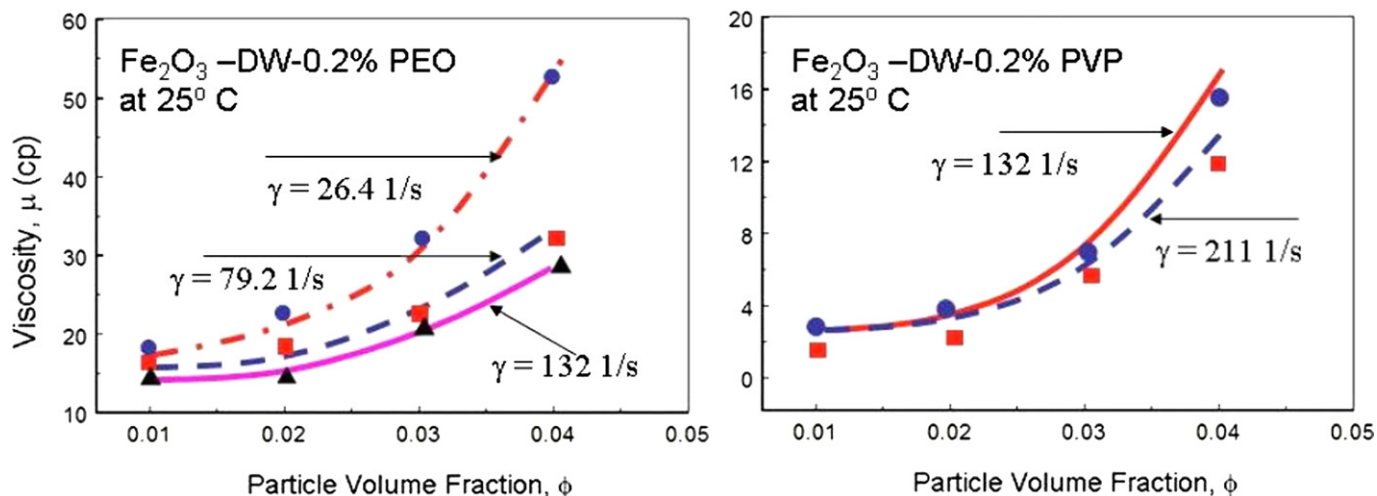 Fe₂O₃ –DW-0.2% PEO
at 25⁰ C
60
50
40
30
20
10
Viscosity, μ (cp)
γ = 26.4 1/s
γ = 79.2 1/s
γ = 132 1/s
0.01 0.02 0.03 0.04 0.05
Particle Volume Fraction, ϕ
Fe₂O₃ –DW-0.2% PVP
at 25⁰ C
20
16
12
8
4
0
γ = 132 1/s
γ = 211 1/s
0.01 0.02 0.03 0.04 0.05
Particle Volume Fraction, ϕ